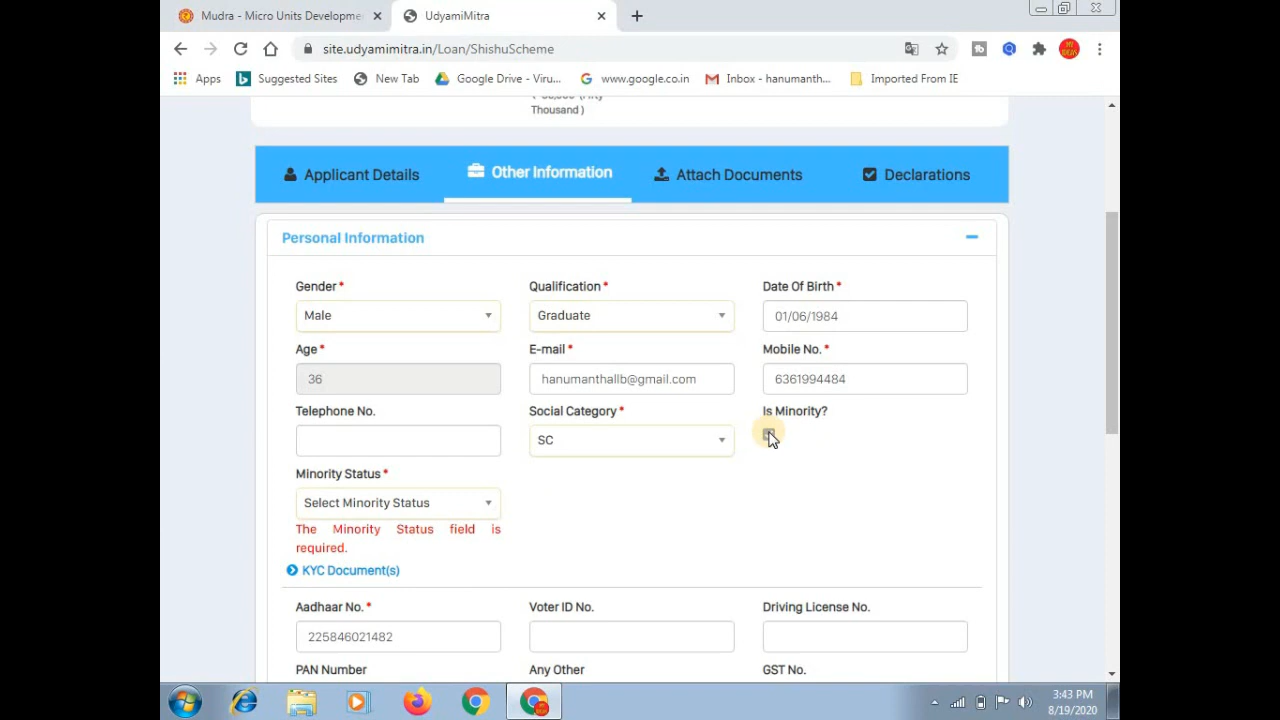 Mudra - Micro Units Developme
UdyamiMitra
site.udyamimitra.in/Loan/ShishuScheme
Apps Suggested Sites New Tab Google Drive - Viru... www.google.co.in Inbox - hanumanth... Imported From IE
Thousand )
Applicant Details Other Information Attach Documents Declarations
Personal Information
Gender * Qualification * Date Of Birth *
Male Graduate 01/06/1984
Age * E-mail * Mobile No. *
36 hanumanthallb@gmail.com 6361994484
Telephone No. Social Category * Is Minority?
SC
Minority Status *
Select Minority Status
The Minority Status field is
required.
KYC Document(s)
Aadhaar No. * Voter ID No. Driving License No.
225846021482
PAN Number Any Other GST No.
3:43 PM
8/19/2020